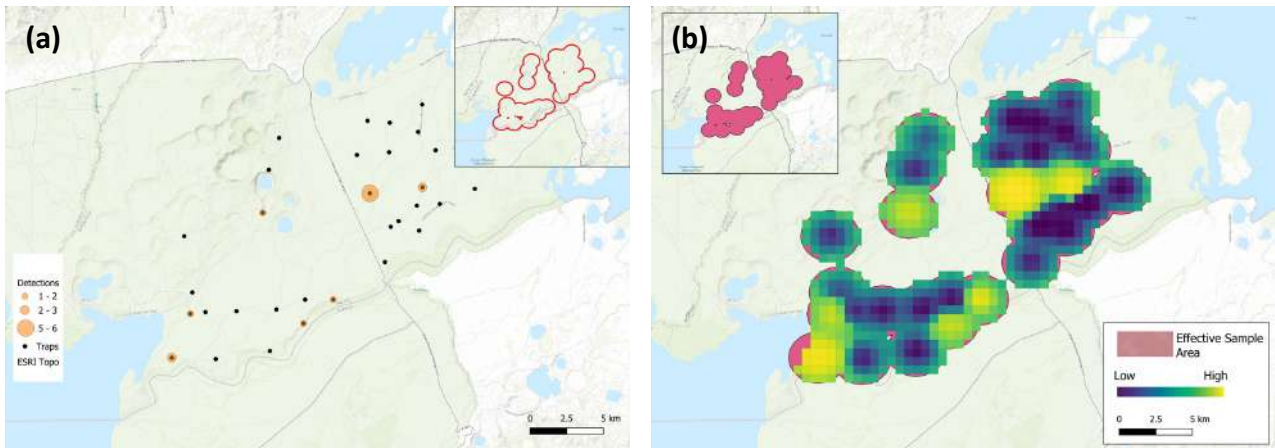 (a)
Detections
1 - 2
2 - 3
5 - 6
Traps
ESRI Topo
0 2.5 5 km
(b)
Effective Sample
Area
Low High
0 2.5 5 km